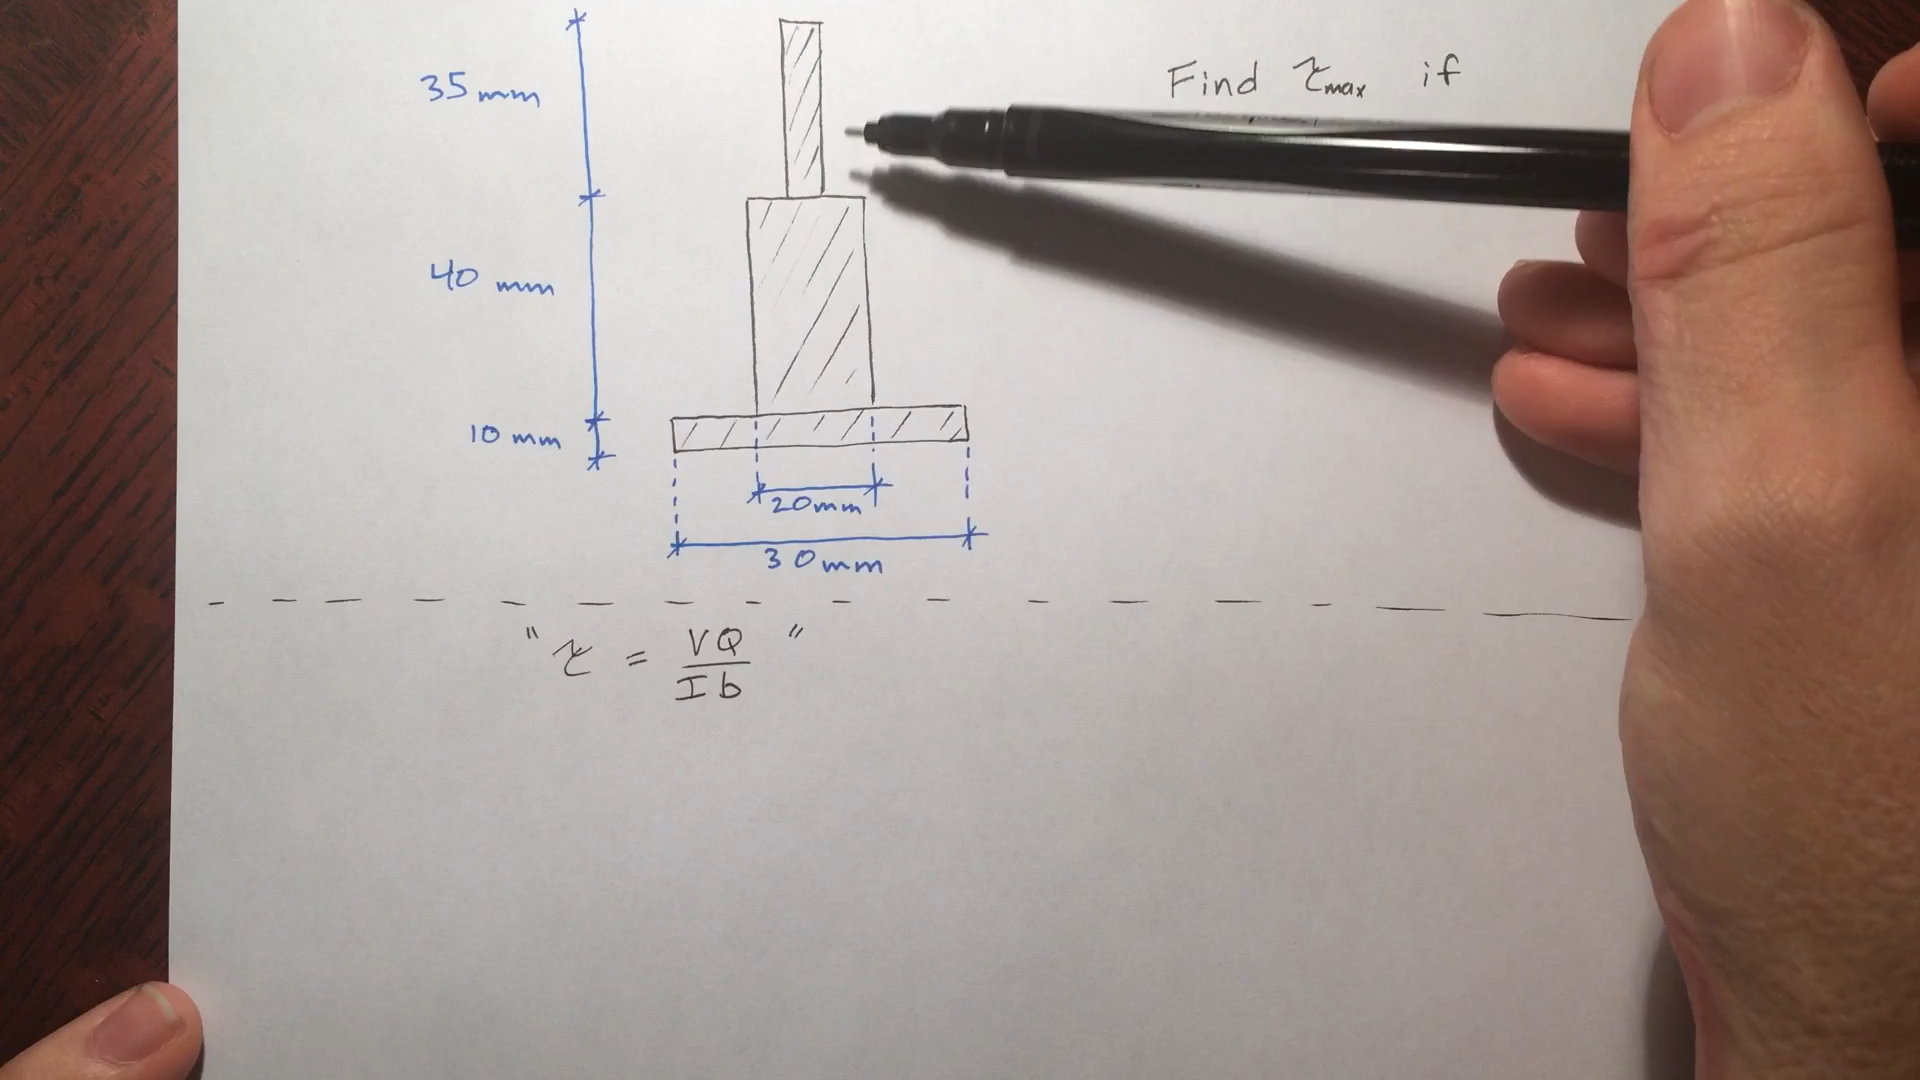 35 mm
Find τmax if
40 mm
10 mm
20mm
30mm
" τ = VQ / Ib "